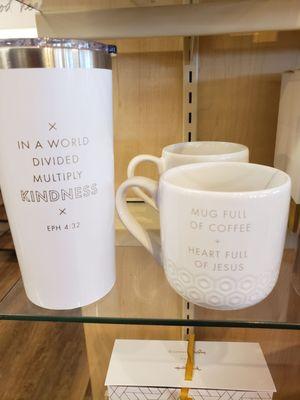 × 
IN A WORLD
DIVIDED
MULTIPLY
KINDNESS
×
EPH 4:32
MUG FULL
OF COFFEE
+
HEART FULL
OF JESUS